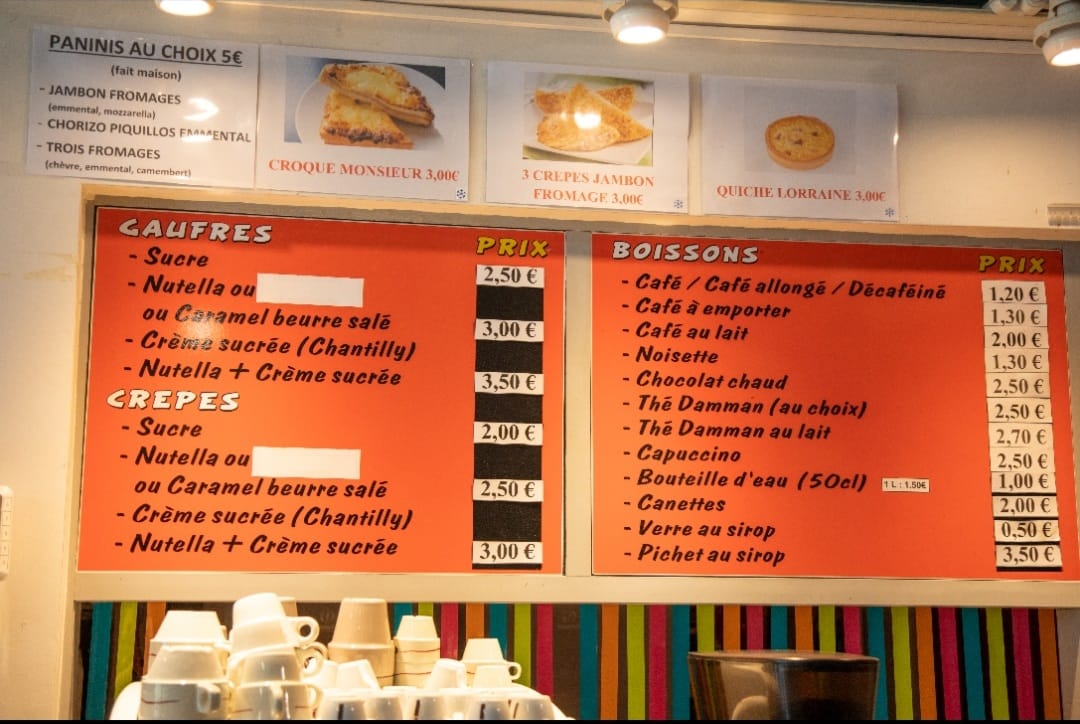 PANINIS AU CHOIX 5€
(fait maison)
- JAMBON FROMAGES
(emmental, mozzarella)
- CHORIZO PIQUILLOS EMMENTAL
- TROIS FROMAGES
(chèvre, emmental, camembert)
CROQUE MONSIEUR 3,00€
3 CREPES JAMBON
FROMAGE 3,00€
QUICHE LORRAINE 3,00€
GAUFRES PRIX
- Sucre 2,50 €
- Nutella ou
ou Caramel beurre salé 3,00 €
- Crème sucrée (Chantilly)
- Nutella + Crème sucrée 3,50 €
CREPES
- Sucre 2,00 €
- Nutella ou
ou Caramel beurre salé 2,50 €
- Crème sucrée (Chantilly)
- Nutella + Crème sucrée 3,00 €
BOISSONS PRIX
- Café / Café allongé / Décaféiné 1,20 €
- Café à emporter 1,30 €
- Café au lait 2,00 €
- Noisette 1,30 €
- Chocolat chaud 2,50 €
- Thé Damman (au choix) 2,50 €
- Thé Damman au lait 2,70 €
- Capuccino 2,50 €
- Bouteille d'eau (50cl) 1 L : 1.50€ 1,00 €
- Canettes 2,00 €
- Verre au sirop 0,50 €
- Pichet au sirop 3,50 €